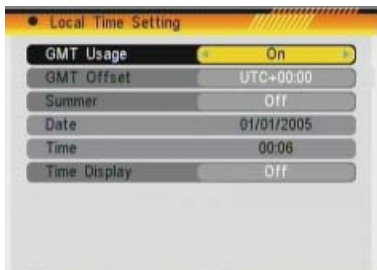 Local Time Setting
GMT Usage On
GMT Offset UTC+00:00
Summer Off
Date 01/01/2005
Time 00:06
Time Display Off